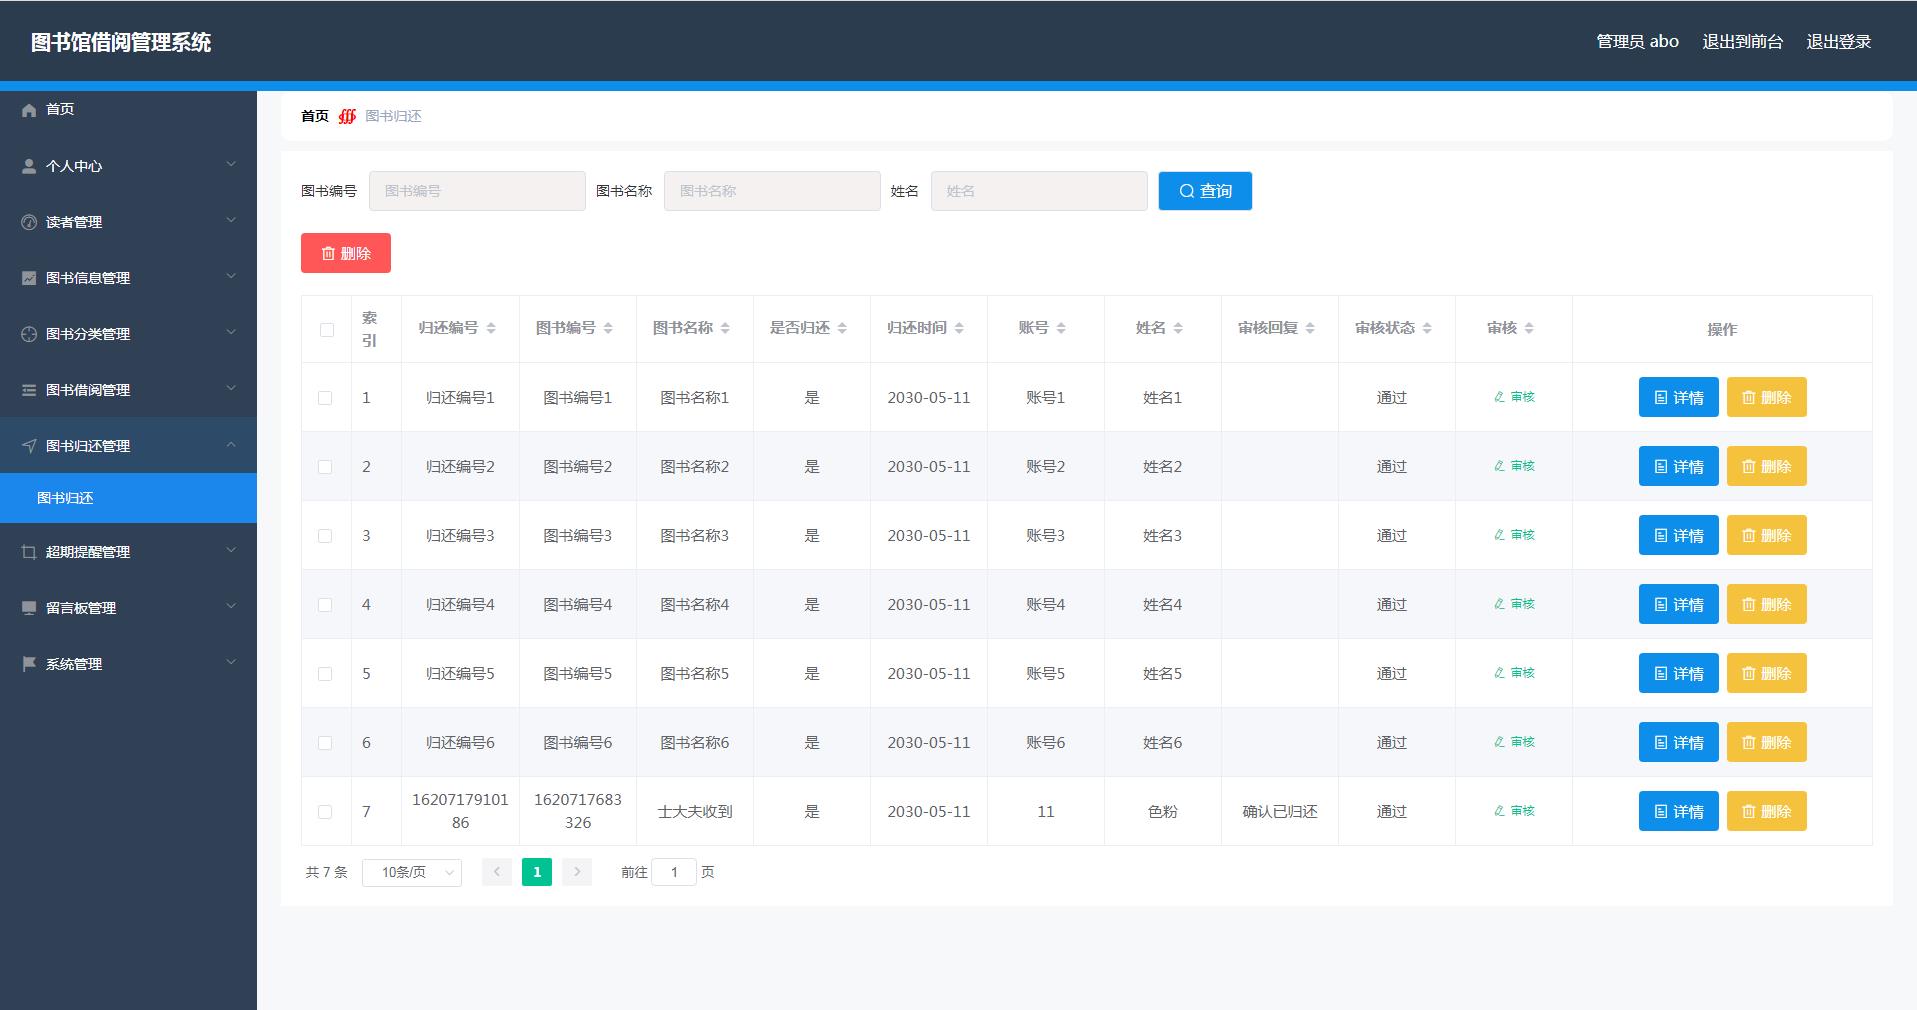 图书馆借阅管理系统
管理员 abo 退出到前台 退出登录
首页
个人中心
读者管理
图书信息管理
图书分类管理
图书借阅管理
图书归还管理
图书归还
超期提醒管理
留言板管理
系统管理
首页 图书归还
图书编号 图书编号 图书名称 图书名称 姓名 姓名 查询
删除
索引 归还编号 图书编号 图书名称 是否归还 归还时间 账号 姓名 审核回复 审核状态 审核 操作
1 归还编号1 图书编号1 图书名称1 是 2030-05-11 账号1 姓名1 通过 审核 详情 删除
2 归还编号2 图书编号2 图书名称2 是 2030-05-11 账号2 姓名2 通过 审核 详情 删除
3 归还编号3 图书编号3 图书名称3 是 2030-05-11 账号3 姓名3 通过 审核 详情 删除
4 归还编号4 图书编号4 图书名称4 是 2030-05-11 账号4 姓名4 通过 审核 详情 删除
5 归还编号5 图书编号5 图书名称5 是 2030-05-11 账号5 姓名5 通过 审核 详情 删除
6 归还编号6 图书编号6 图书名称6 是 2030-05-11 账号6 姓名6 通过 审核 详情 删除
7 1620717910186 1620717683326 士大夫收到 是 2030-05-11 11 色粉 确认已归还 通过 审核 详情 删除
共 7 条 10条/页 1 前往 1 页